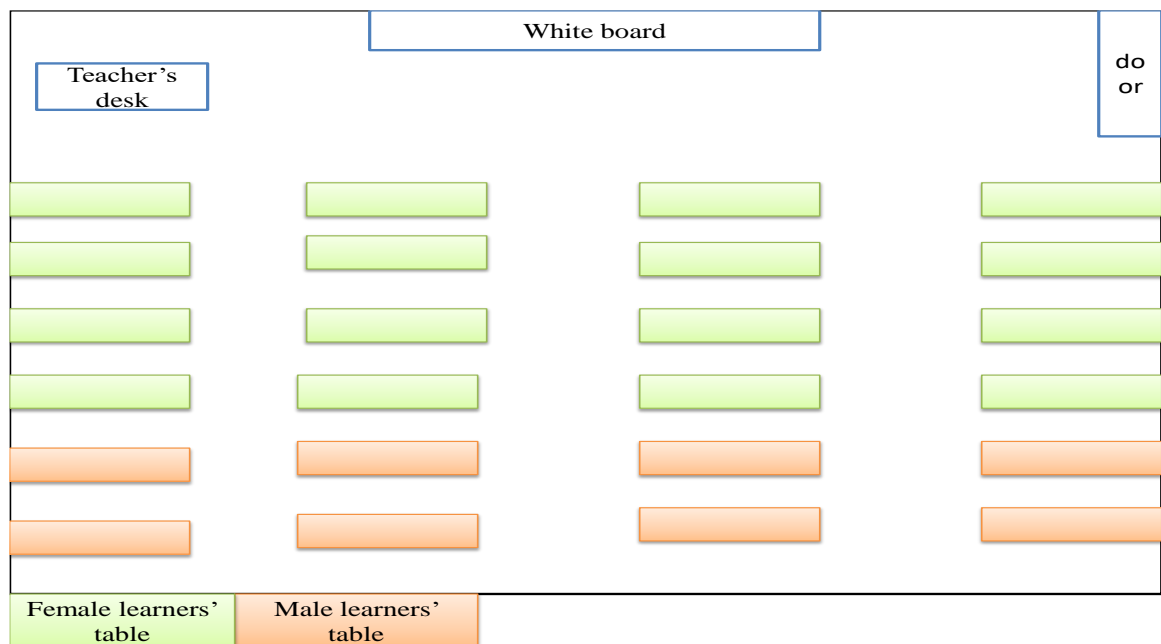 White board
Teacher’s
desk
do
or
Female learners’
table
Male learners’
table